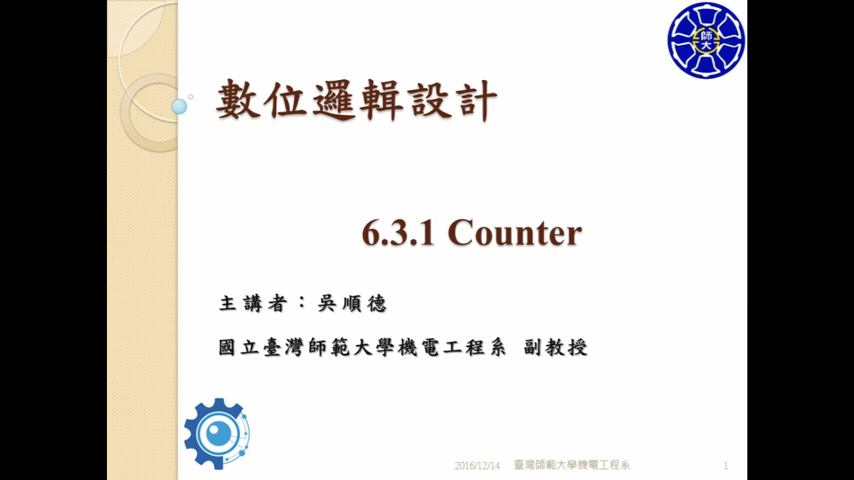 師大
數位邏輯設計
6.3.1 Counter
主講者：吳順德
國立臺灣師範大學機電工程系 副教授
2016/12/14 臺灣師範大學機電工程系 1